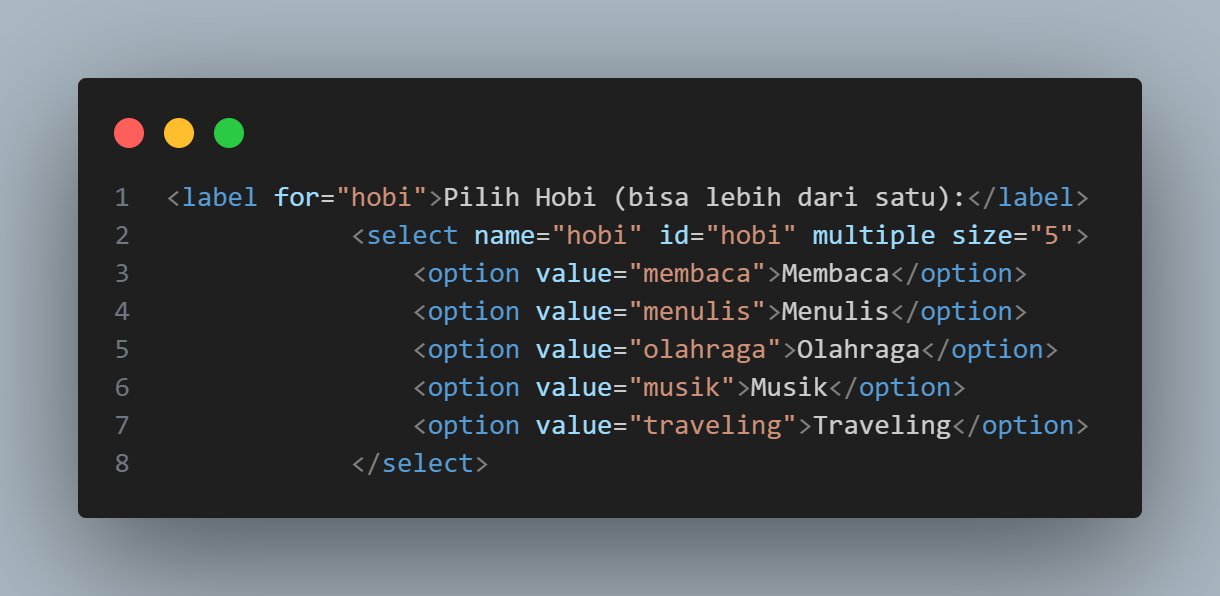 1 <label for="hobi">Pilih Hobi (bisa lebih dari satu):</label>
2             <select name="hobi" id="hobi" multiple size="5">
3                 <option value="membaca">Membaca</option>
4                 <option value="menulis">Menulis</option>
5                 <option value="olahraga">Olahraga</option>
6                 <option value="musik">Musik</option>
7                 <option value="traveling">Traveling</option>
8             </select>